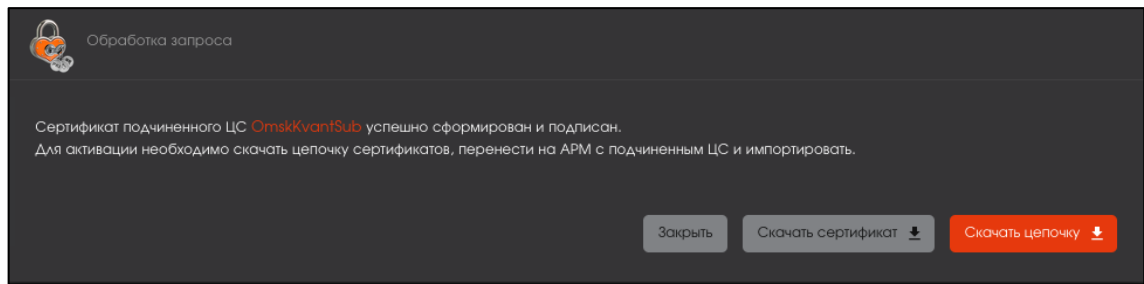 Обработка запроса
Сертификат подчиненного ЦС OmskKvantSub успешно сформирован и подписан.
Для активации необходимо скачать цепочку сертификатов, перенести на АРМ с подчиненным ЦС и импортировать.
Закрыть
Скачать сертификат
Скачать цепочку